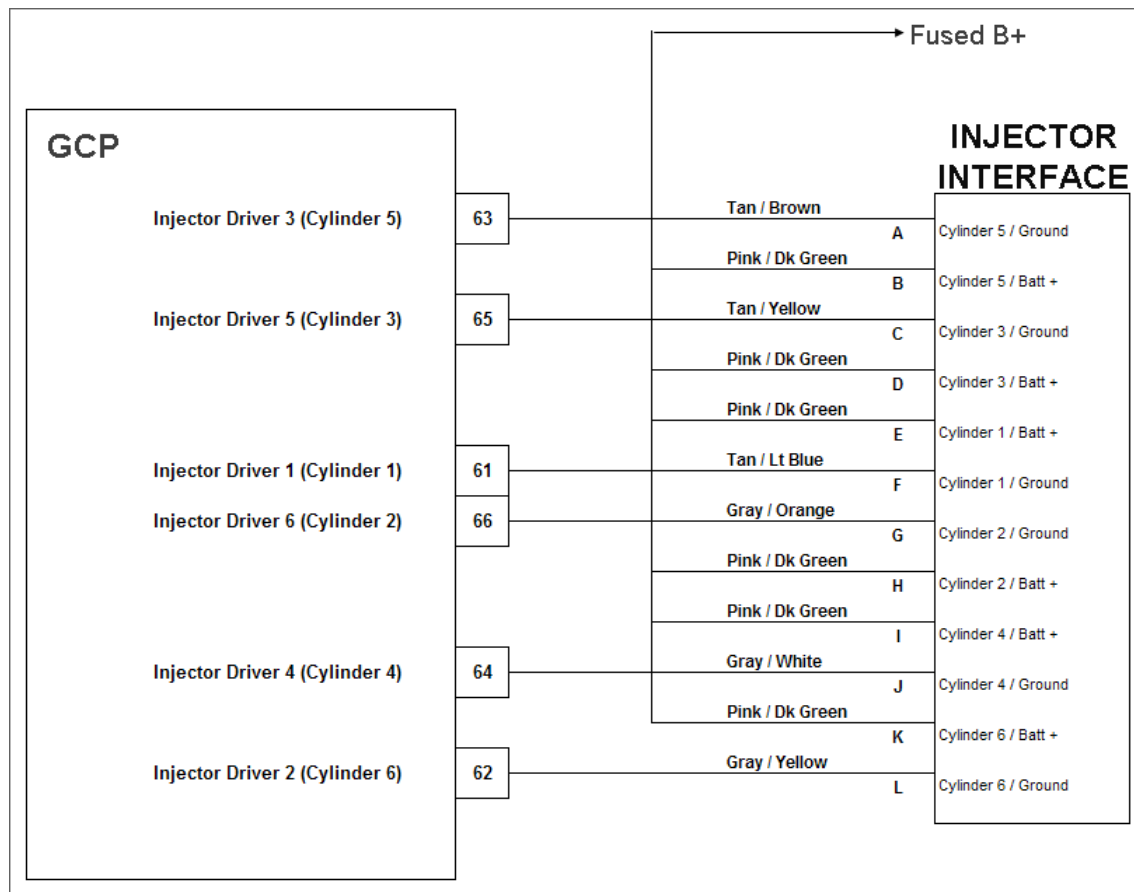 Fused B+
GCP
INJECTOR
INTERFACE
Injector Driver 3 (Cylinder 5)
63
Tan / Brown
A
Cylinder 5 / Ground
Pink / Dk Green
B
Cylinder 5 / Batt +
Injector Driver 5 (Cylinder 3)
65
Tan / Yellow
C
Cylinder 3 / Ground
Pink / Dk Green
D
Cylinder 3 / Batt +
Pink / Dk Green
E
Cylinder 1 / Batt +
Injector Driver 1 (Cylinder 1)
61
Tan / Lt Blue
F
Cylinder 1 / Ground
Injector Driver 6 (Cylinder 2)
66
Gray / Orange
G
Cylinder 2 / Ground
Pink / Dk Green
H
Cylinder 2 / Batt +
Pink / Dk Green
I
Cylinder 4 / Batt +
Injector Driver 4 (Cylinder 4)
64
Gray / White
J
Cylinder 4 / Ground
Pink / Dk Green
K
Cylinder 6 / Batt +
Injector Driver 2 (Cylinder 6)
62
Gray / Yellow
L
Cylinder 6 / Ground